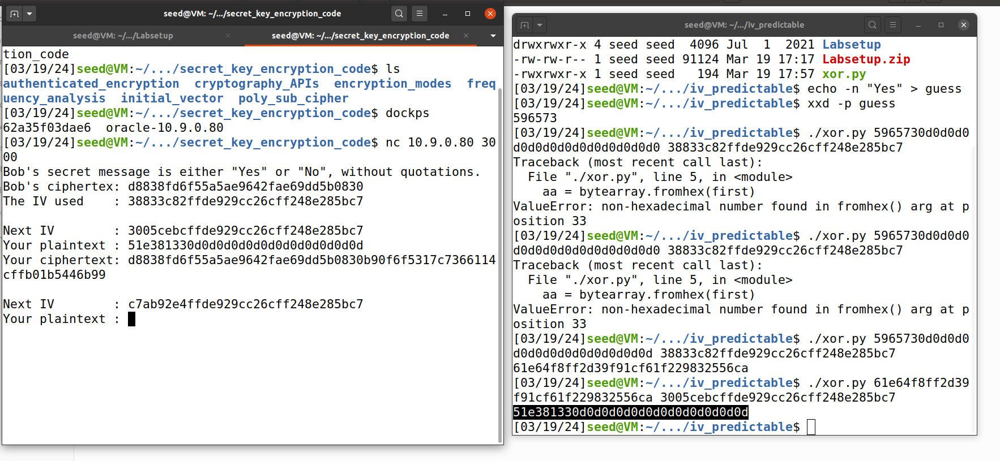 seed@VM: ~/.../secret_key_encryption_code
seed@VM: ~/.../Labsetup
seed@VM: ~/.../secret_key_encryption_code
tion_code
[03/19/24]seed@VM:~/.../secret_key_encryption_code$ ls
authenticated_encryption  cryptography_APIs  encryption_modes  freq
uency_analysis  initial_vector  poly_sub_cipher
[03/19/24]seed@VM:~/.../secret_key_encryption_code$ dockps
62a35f03dae6  oracle-10.9.0.80
[03/19/24]seed@VM:~/.../secret_key_encryption_code$ nc 10.9.0.80 30
00
Bob's secret message is either "Yes" or "No", without quotations.
Bob's ciphertex: d8838fd6f55a5ae9642fae69dd5b0830
The IV used    : 38833c82ffde929cc26cff248e285bc7

Next IV        : 3005cebcffde929cc26cff248e285bc7
Your plaintext : 51e381330d0d0d0d0d0d0d0d0d0d0d0d
Your ciphertext: d8838fd6f55a5ae9642fae69dd5b0830b90f6f5317c7366114
cffb01b5446b99

Next IV        : c7ab92e4ffde929cc26cff248e285bc7
Your plaintext :
seed@VM: ~/.../iv_predictable
drwxrwxr-x 4 seed seed  4096 Jul  1  2021 Labsetup
-rw-rw-r-- 1 seed seed 91124 Mar 19 17:17 Labsetup.zip
-rwxrwxr-x 1 seed seed   194 Mar 19 17:57 xor.py
[03/19/24]seed@VM:~/.../iv_predictable$ echo -n "Yes" > guess
[03/19/24]seed@VM:~/.../iv_predictable$ xxd -p guess
596573
[03/19/24]seed@VM:~/.../iv_predictable$ ./xor.py 5965730d0d0d0
d0d0d0d0d0d0d0d0d0d0 38833c82ffde929cc26cff248e285bc7
Traceback (most recent call last):
  File "./xor.py", line 5, in <module>
    aa = bytearray.fromhex(first)
ValueError: non-hexadecimal number found in fromhex() arg at p
osition 33
[03/19/24]seed@VM:~/.../iv_predictable$ ./xor.py 5965730d0d0d0
d0d0d0d0d0d0d0d0d0d0 38833c82ffde929cc26cff248e285bc7
Traceback (most recent call last):
  File "./xor.py", line 5, in <module>
    aa = bytearray.fromhex(first)
ValueError: non-hexadecimal number found in fromhex() arg at p
osition 33
[03/19/24]seed@VM:~/.../iv_predictable$ ./xor.py 5965730d0d0d0
d0d0d0d0d0d0d0d0d0d 38833c82ffde929cc26cff248e285bc7
61e64f8ff2d39f91cf61f229832556ca
[03/19/24]seed@VM:~/.../iv_predictable$ ./xor.py 61e64f8ff2d39
f91cf61f229832556ca 3005cebcffde929cc26cff248e285bc7
51e381330d0d0d0d0d0d0d0d0d0d0d0d
[03/19/24]seed@VM:~/.../iv_predictable$